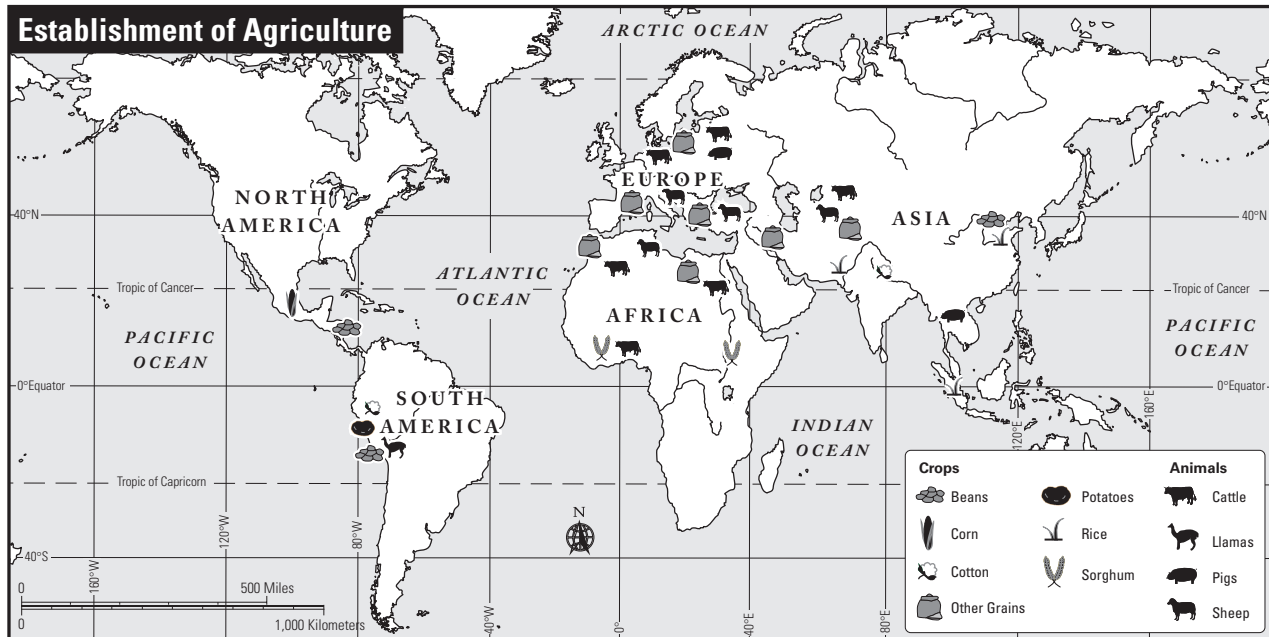 Establishment of Agriculture
ARCTIC OCEAN
NORTH
AMERICA
EUROPE
ASIA
40°N
40°N
ATLANTIC
OCEAN
Tropic of Cancer
Tropic of Cancer
AFRICA
PACIFIC
OCEAN
PACIFIC
OCEAN
0°Equator
0°Equator
SOUTH
AMERICA
INDIAN
OCEAN
Tropic of Capricorn
40°S
N
160°W
120°W
80°W
40°W
0°
40°E
80°E
120°E
160°E
0
500 Miles
0
1,000 Kilometers
Crops
Beans
Corn
Cotton
Other Grains
Potatoes
Rice
Sorghum
Animals
Cattle
Llamas
Pigs
Sheep